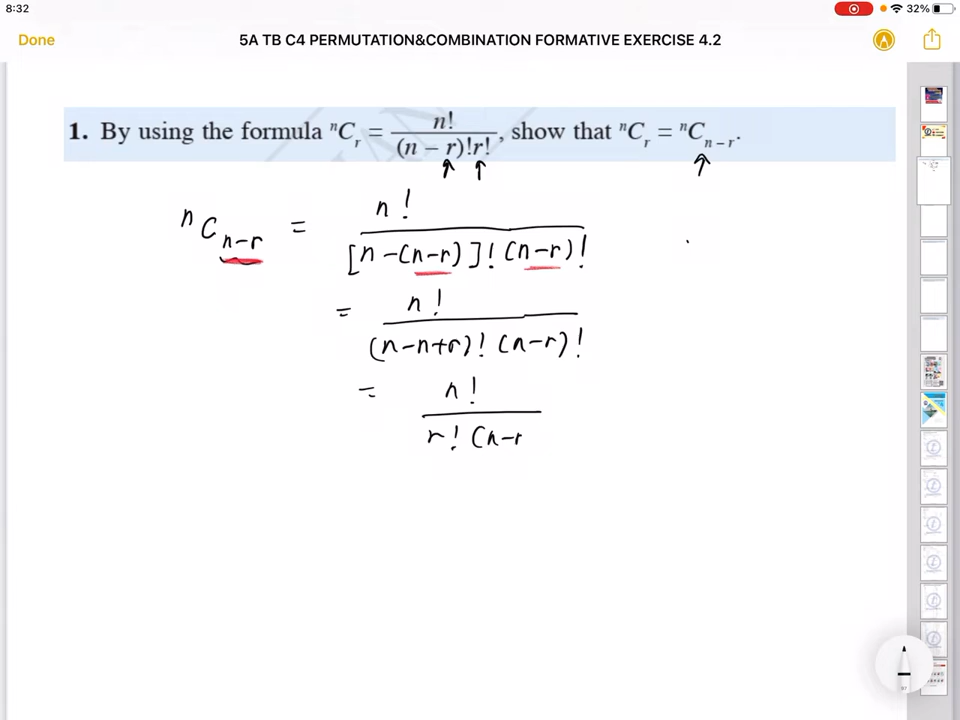 8:32
32%
Done
5A TB C4 PERMUTATION&COMBINATION FORMATIVE EXERCISE 4.2
1. By using the formula ⁿCᵣ = n!/((n − r)!r!), show that ⁿCᵣ = ⁿCₙ₋ᵣ.
ⁿCₙ₋ᵣ = n!/([n-(n-r)]! (n-r)!)
= n!/((n-n+r)! (n-r)!)
= n!/(r! (n-r
97